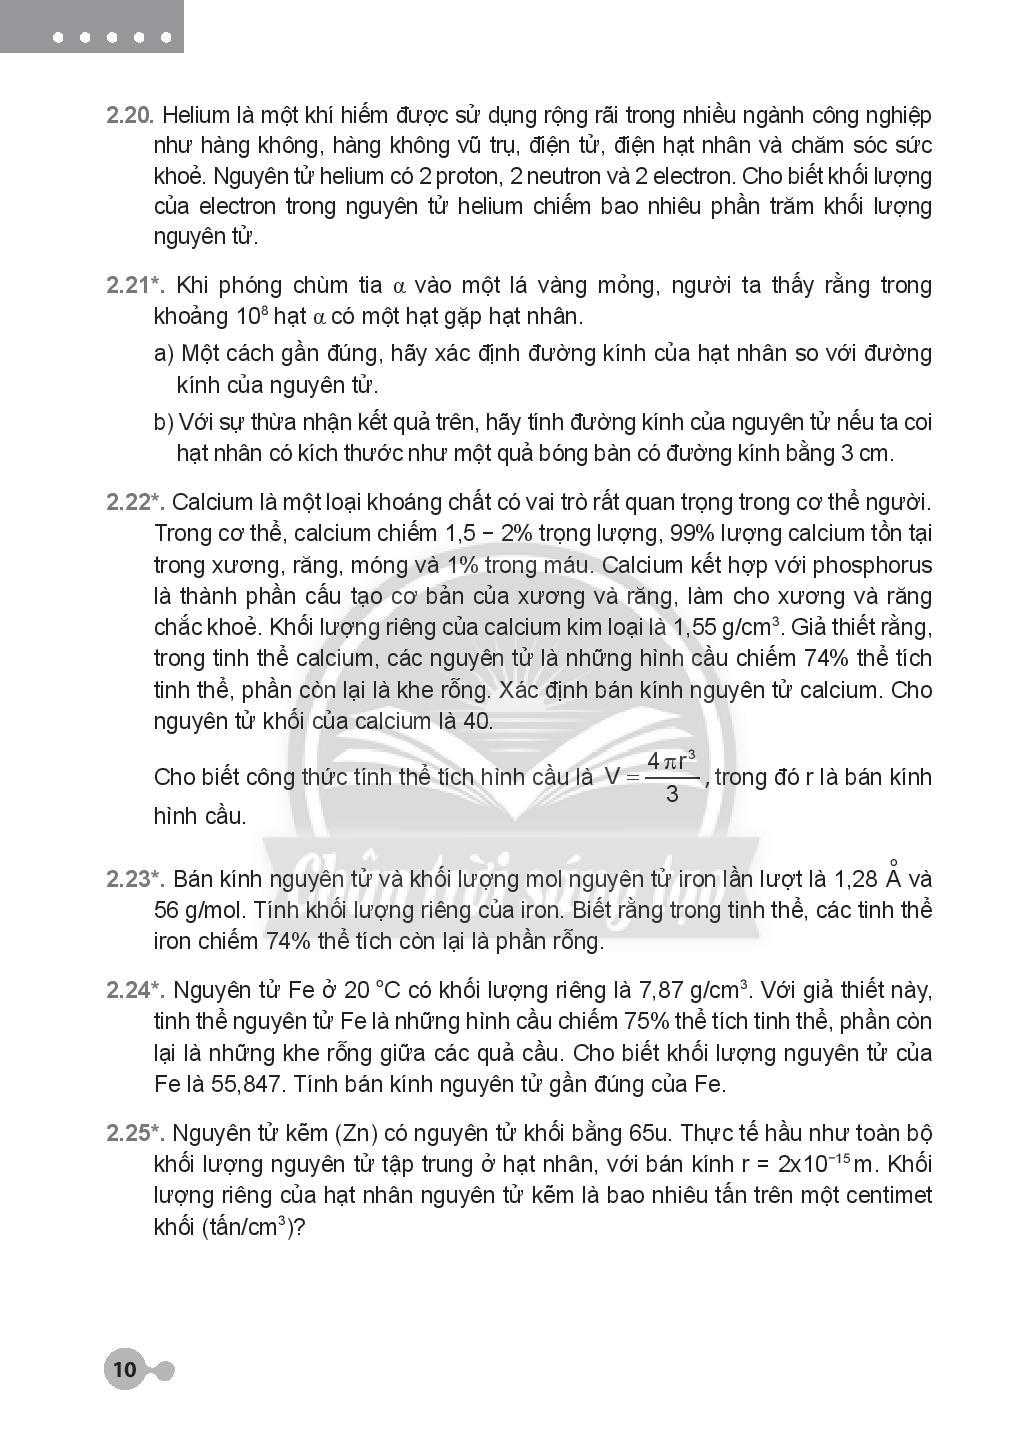 2.20. Helium là một khí hiếm được sử dụng rộng rãi trong nhiều ngành công nghiệp
như hàng không, hàng không vũ trụ, điện tử, điện hạt nhân và chăm sóc sức
khoẻ. Nguyên tử helium có 2 proton, 2 neutron và 2 electron. Cho biết khối lượng
của electron trong nguyên tử helium chiếm bao nhiêu phần trăm khối lượng
nguyên tử.
2.21*. Khi phóng chùm tia α vào một lá vàng mỏng, người ta thấy rằng trong
khoảng 10⁸ hạt α có một hạt gặp hạt nhân.
a) Một cách gần đúng, hãy xác định đường kính của hạt nhân so với đường
kính của nguyên tử.
b) Với sự thừa nhận kết quả trên, hãy tính đường kính của nguyên tử nếu ta coi
hạt nhân có kích thước như một quả bóng bàn có đường kính bằng 3 cm.
2.22*. Calcium là một loại khoáng chất có vai trò rất quan trọng trong cơ thể người.
Trong cơ thể, calcium chiếm 1,5 – 2% trọng lượng, 99% lượng calcium tồn tại
trong xương, răng, móng và 1% trong máu. Calcium kết hợp với phosphorus
là thành phần cấu tạo cơ bản của xương và răng, làm cho xương và răng
chắc khoẻ. Khối lượng riêng của calcium kim loại là 1,55 g/cm³. Giả thiết rằng,
trong tinh thể calcium, các nguyên tử là những hình cầu chiếm 74% thể tích
tinh thể, phần còn lại là khe rỗng. Xác định bán kính nguyên tử calcium. Cho
nguyên tử khối của calcium là 40.
Cho biết công thức tính thể tích hình cầu là V = 4πr³/3, trong đó r là bán kính
hình cầu.
Chân trời sáng tạo
2.23*. Bán kính nguyên tử và khối lượng mol nguyên tử iron lần lượt là 1,28 Å và
56 g/mol. Tính khối lượng riêng của iron. Biết rằng trong tinh thể, các tinh thể
iron chiếm 74% thể tích còn lại là phần rỗng.
2.24*. Nguyên tử Fe ở 20 °C có khối lượng riêng là 7,87 g/cm³. Với giả thiết này,
tinh thể nguyên tử Fe là những hình cầu chiếm 75% thể tích tinh thể, phần còn
lại là những khe rỗng giữa các quả cầu. Cho biết khối lượng nguyên tử của
Fe là 55,847. Tính bán kính nguyên tử gần đúng của Fe.
2.25*. Nguyên tử kẽm (Zn) có nguyên tử khối bằng 65u. Thực tế hầu như toàn bộ
khối lượng nguyên tử tập trung ở hạt nhân, với bán kính r = 2x10⁻¹⁵ m. Khối
lượng riêng của hạt nhân nguyên tử kẽm là bao nhiêu tấn trên một centimet
khối (tấn/cm³)?
10